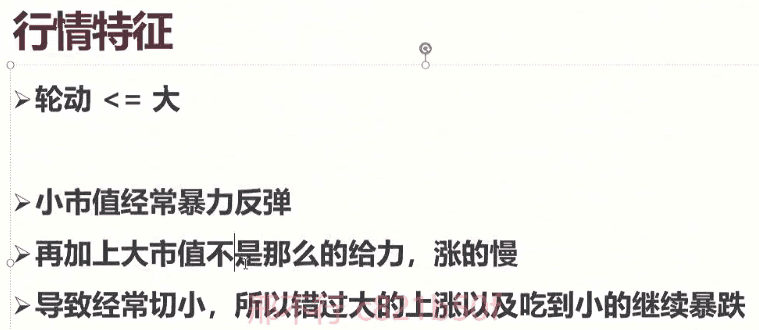 行情特征
➢轮动 <= 大
➢小市值经常暴力反弹
➢再加上大市值不是那么的给力，涨的慢
➢导致经常切小，所以错过大的上涨以及吃到小的继续暴跌